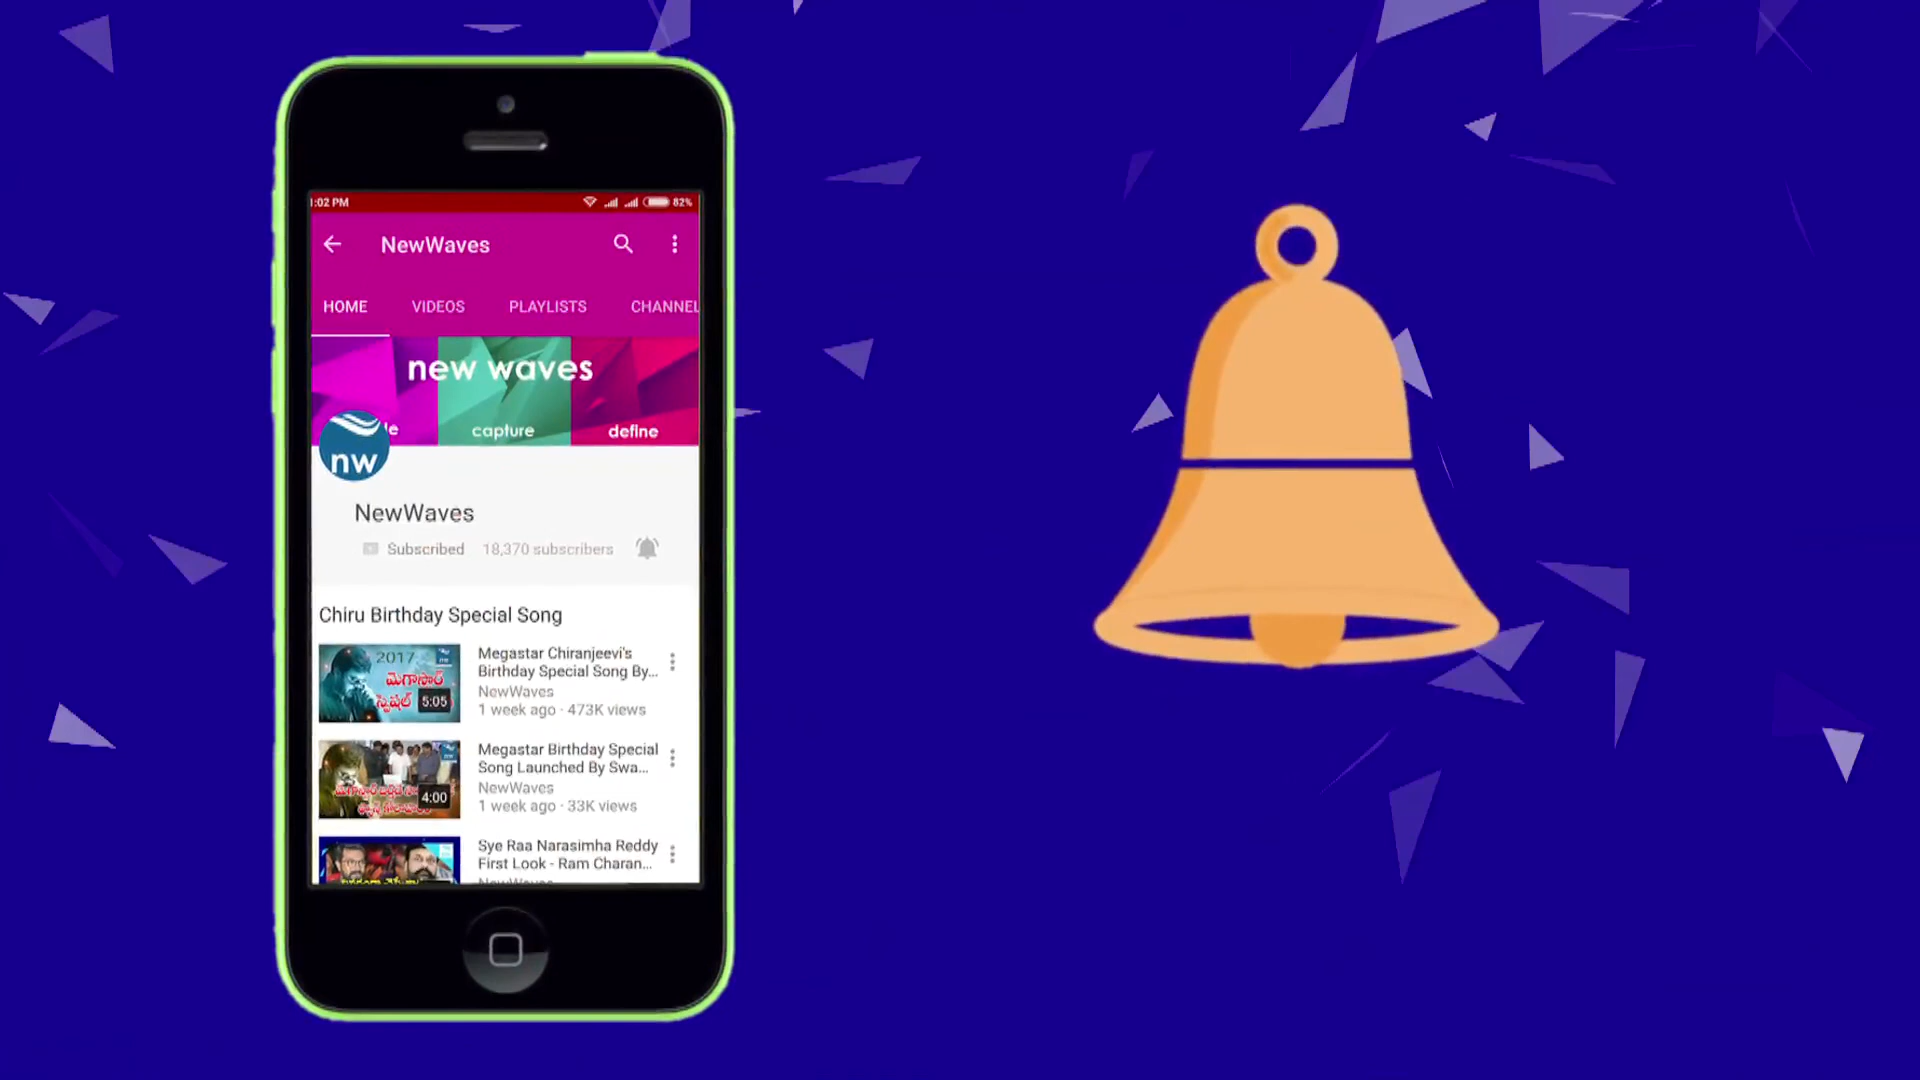 1:02 PM
82%
NewWaves
HOME VIDEOS PLAYLISTS CHANNEL
new waves
capture
define
nw
NewWaves
Subscribed 18,370 subscribers
Chiru Birthday Special Song
2017
మెగాస్టార్
స్పెషల్
5:05
Megastar Chiranjeevi's
Birthday Special Song By...
NewWaves
1 week ago · 473K views
4:00
Megastar Birthday Special
Song Launched By Swa...
NewWaves
1 week ago · 33K views
Sye Raa Narasimha Reddy
First Look - Ram Charan...
NewWaves